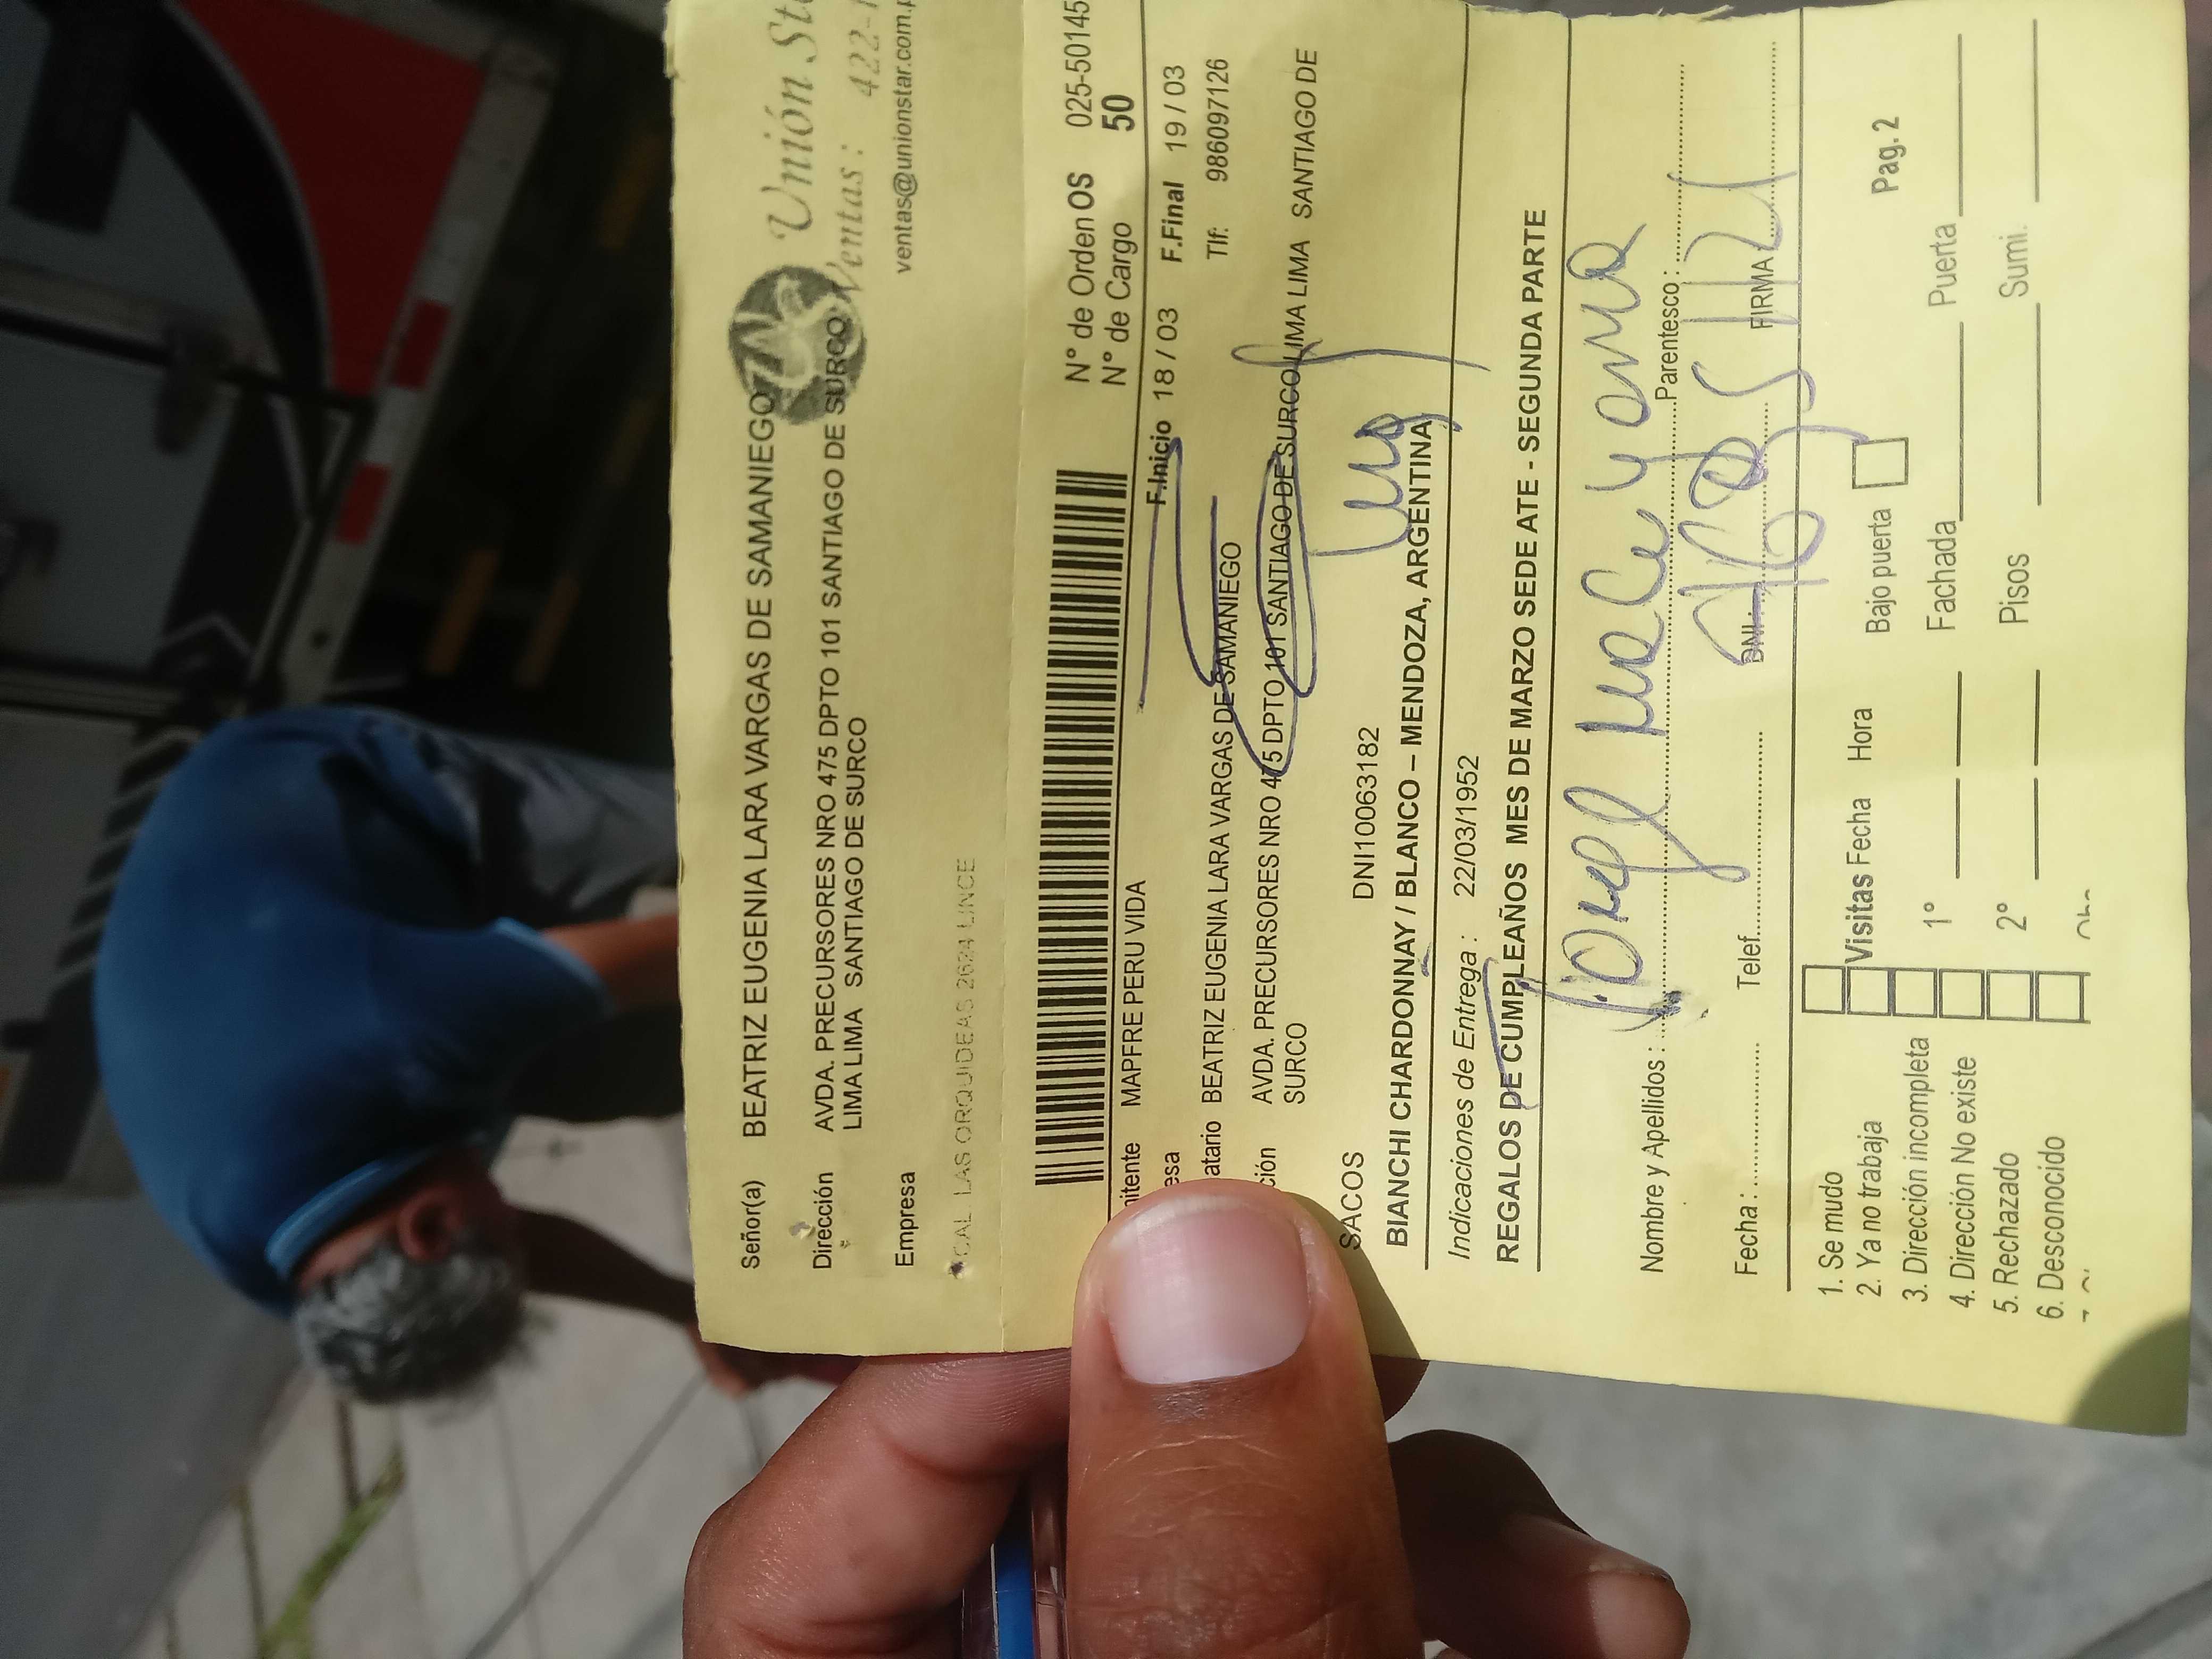 Señor(a) BEATRIZ EUGENIA LARA VARGAS DE SAMANIEGO
Unión
Ventas : 422-1
ventas@unionstar.com.p
Dirección AVDA. PRECURSORES NRO 475 DPTO 101 SANTIAGO DE SURCO
LIMA LIMA SANTIAGO DE SURCO
Empresa
CAL. LAS ORQUIDEAS 2624 LINCE
N° de Orden OS 025-50145
N° de Cargo 50
mitente MAPFRE PERU VIDA
F.Inicio 18 / 03 F.Final 19 / 03
esa
atario BEATRIZ EUGENIA LARA VARGAS DE SAMANIEGO Tlf: 986097126
ción AVDA. PRECURSORES NRO 475 DPTO 101 SANTIAGO DE SURCO LIMA LIMA SANTIAGO DE
SURCO
SACOS DNI10063182
BIANCHI CHARDONNAY / BLANCO – MENDOZA, ARGENTINA
Indicaciones de Entrega : 22/03/1952
REGALOS DE CUMPLEAÑOS MES DE MARZO SEDE ATE - SEGUNDA PARTE
Nombre y Apellidos : Parentesco :
Fecha : Telef. DNI: FIRMA
1. Se mudo
2. Ya no trabaja Visitas Fecha Hora Bajo puerta Pag. 2
3. Dirección incompleta
4. Dirección No existe 1° Fachada Puerta
5. Rechazado
6. Desconocido 2° Pisos Sumi.